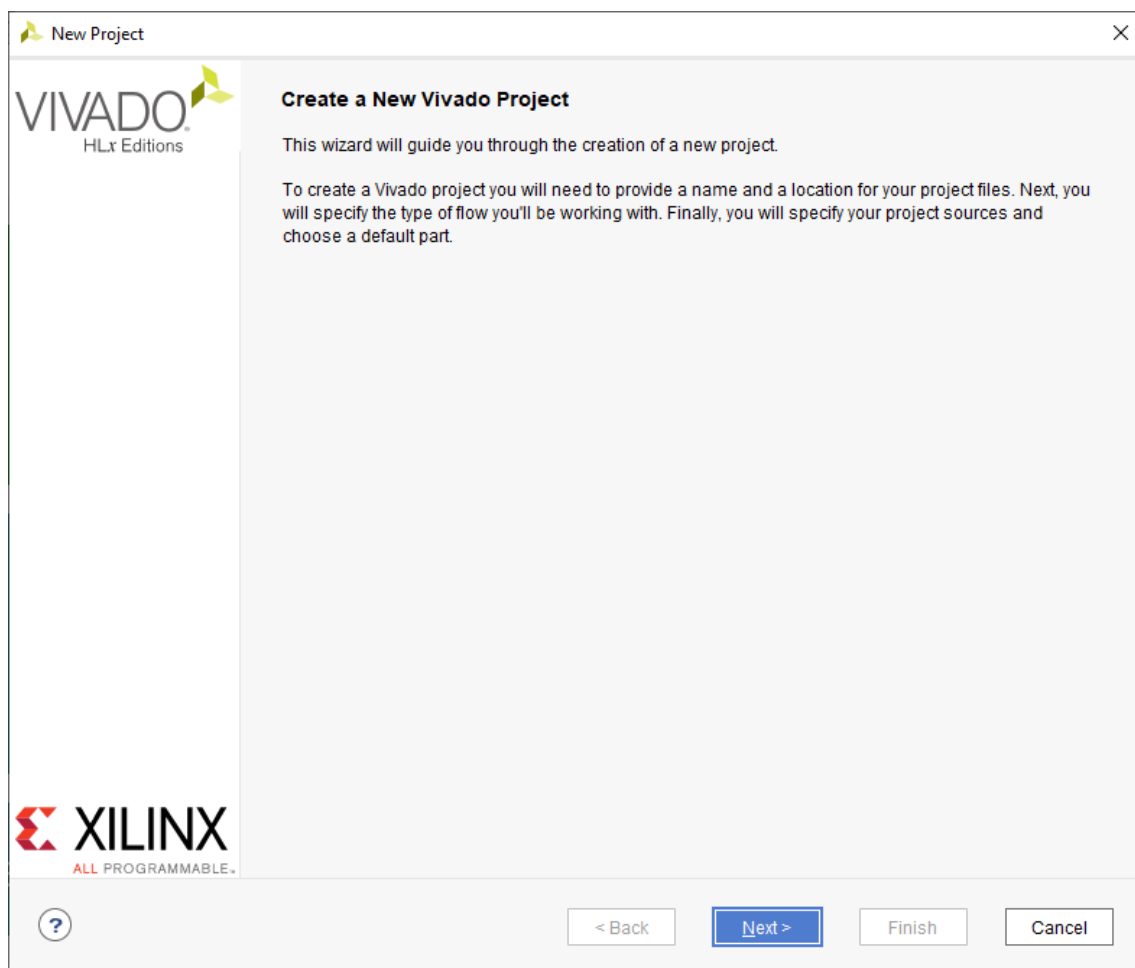 New Project
VIVADO
HLx Editions
Create a New Vivado Project
This wizard will guide you through the creation of a new project.
To create a Vivado project you will need to provide a name and a location for your project files. Next, you
will specify the type of flow you'll be working with. Finally, you will specify your project sources and
choose a default part.
XILINX
ALL PROGRAMMABLE™
?
< Back
Next >
Finish
Cancel